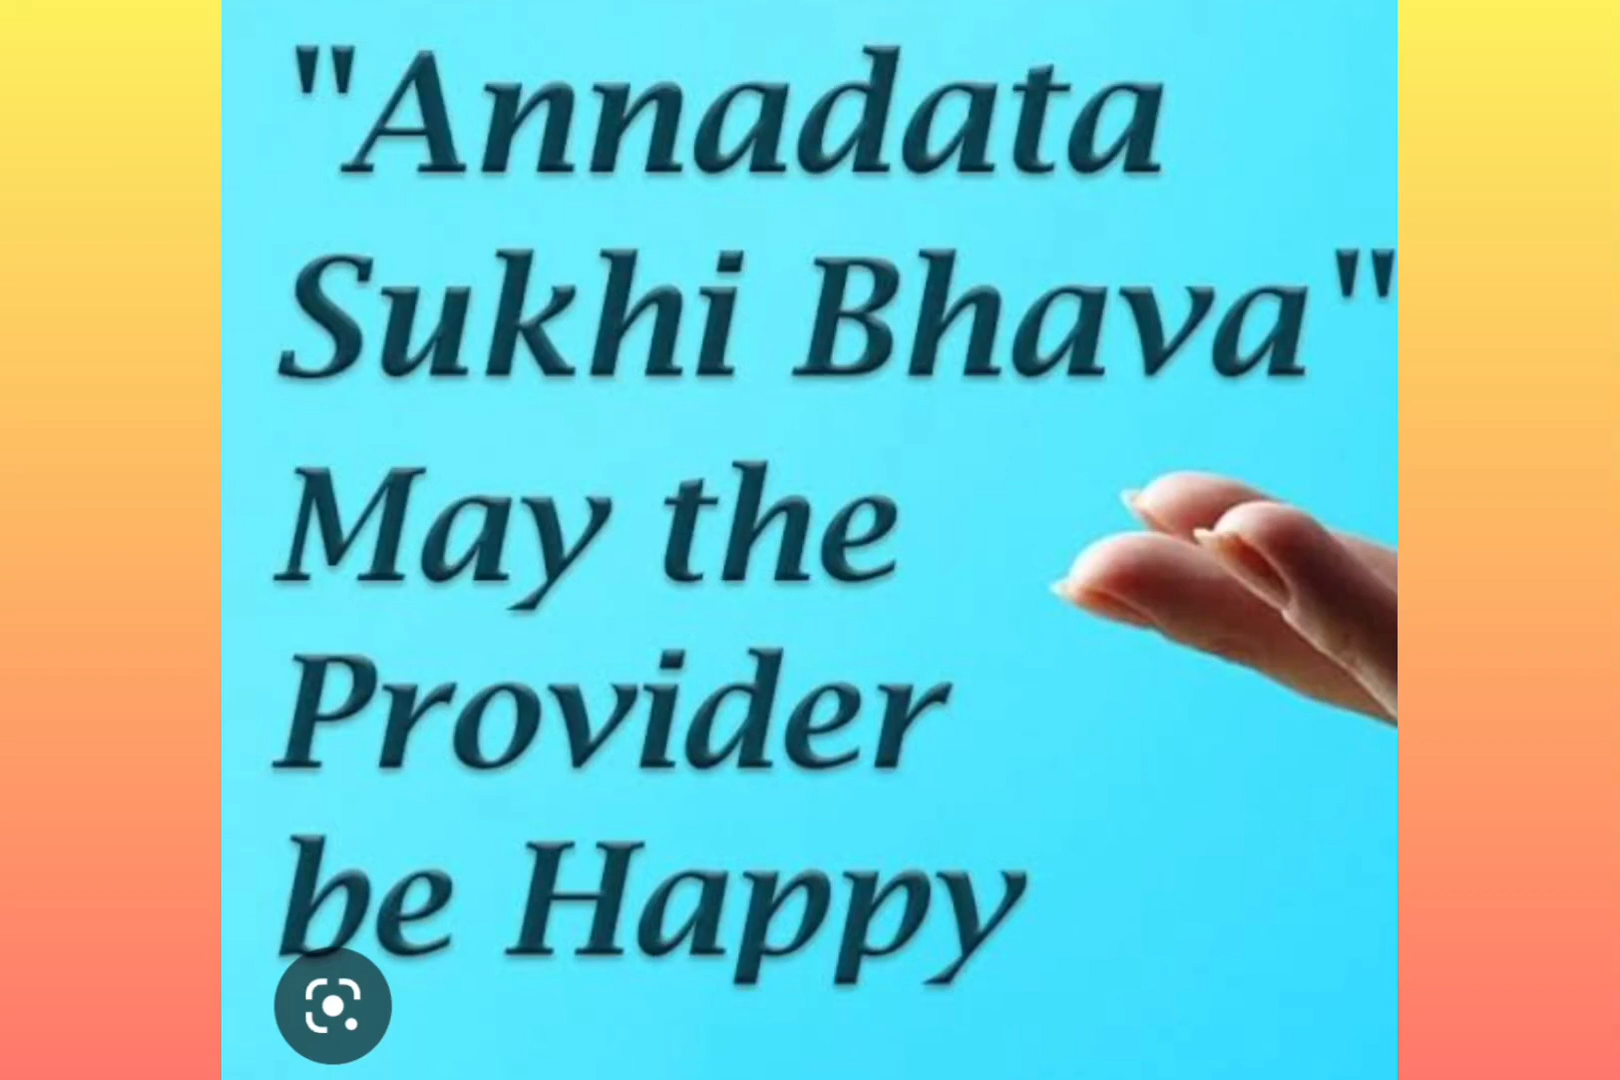 "Annadata
Sukhi Bhava"
May the
Provider
be Happy